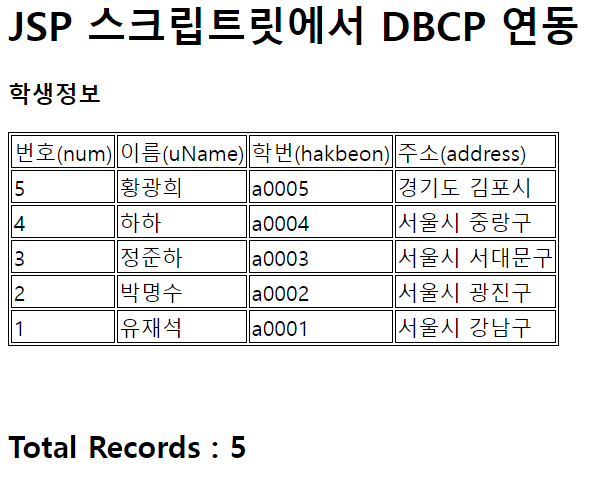 JSP 스크립트릿에서 DBCP 연동
학생정보
번호(num) 이름(uName) 학번(hakbeon) 주소(address)
5 황광희 a0005 경기도 김포시
4 하하 a0004 서울시 중랑구
3 정준하 a0003 서울시 서대문구
2 박명수 a0002 서울시 광진구
1 유재석 a0001 서울시 강남구
Total Records : 5